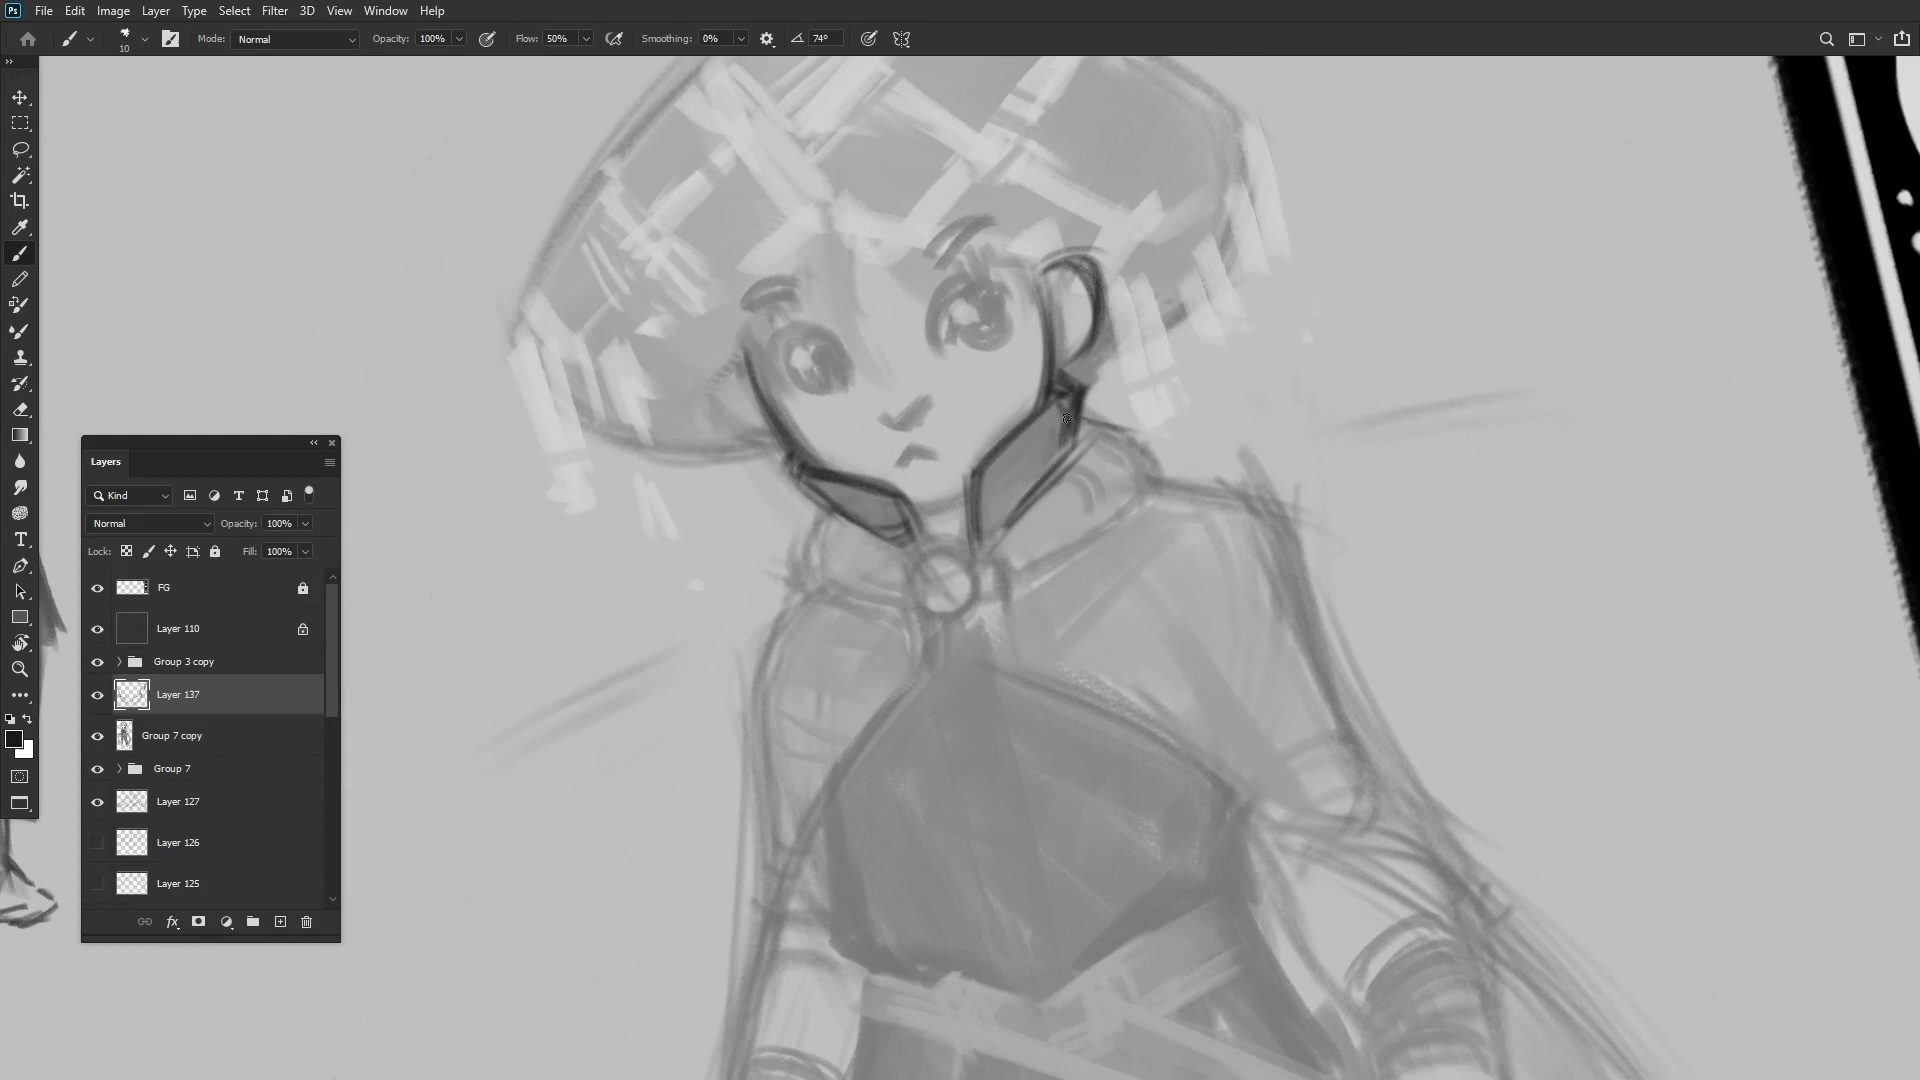 Ps File Edit Image Layer Type Select Filter 3D View Window Help
10 Mode: Normal Opacity: 100% Flow: 50% Smoothing: 0% 74°
Layers
Kind
Normal Opacity: 100%
Lock: Fill: 100%
FG
Layer 110
Group 3 copy
Layer 137
Group 7 copy
Group 7
Layer 127
Layer 126
Layer 125
fx